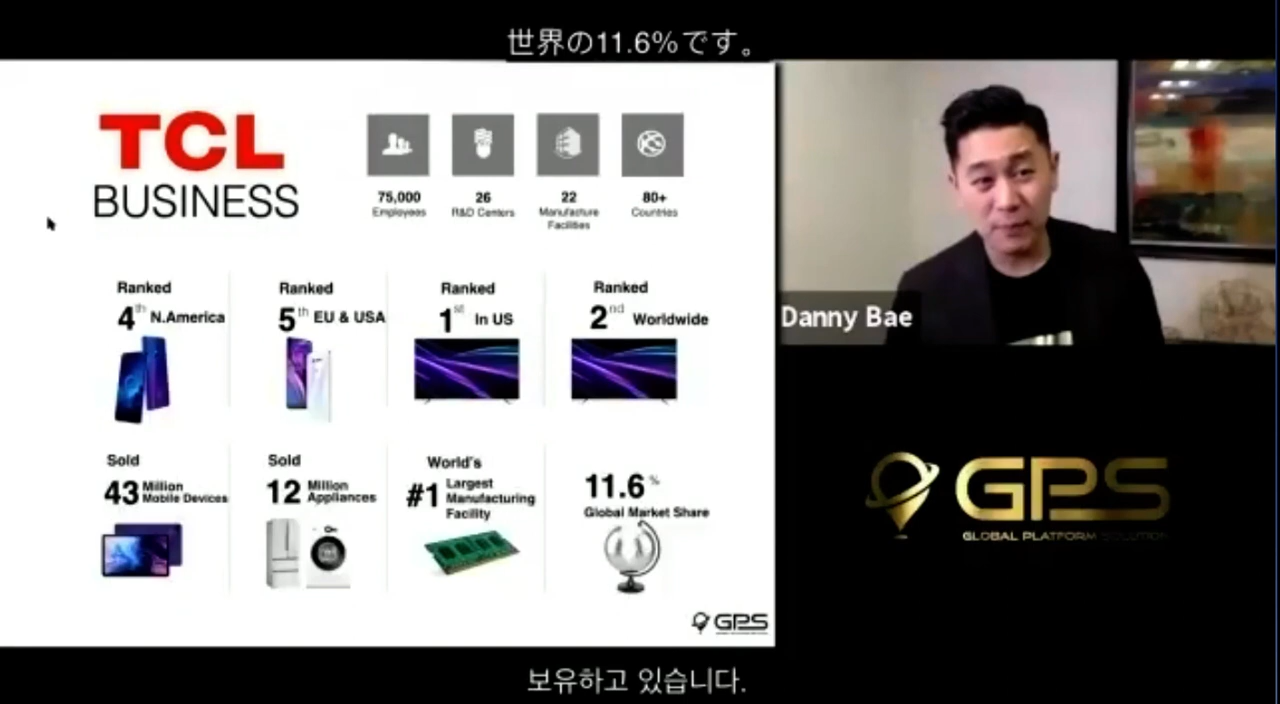 世界の11.6%です。
TCL
BUSINESS
75,000
Employees
26
R&D Centers
22
Manufacture
Facilities
80+
Countries
Ranked
4th N.America
Ranked
5th EU & USA
Ranked
1st In US
Ranked
2nd Worldwide
Sold
43 Million
Mobile Devices
Sold
12 Million
Appliances
World's
#1 Largest
Manufacturing
Facility
11.6 %
Global Market Share
GPS
Danny Bae
GPS
GLOBAL PLATFORM SOLUTION
보유하고 있습니다.